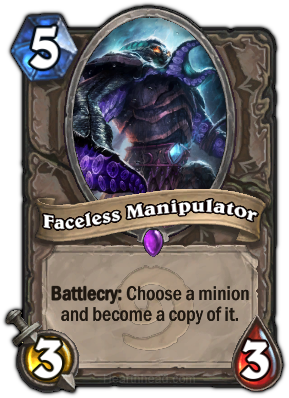 5
Faceless Manipulator
Battlecry: Choose a minion
and become a copy of it.
3
3